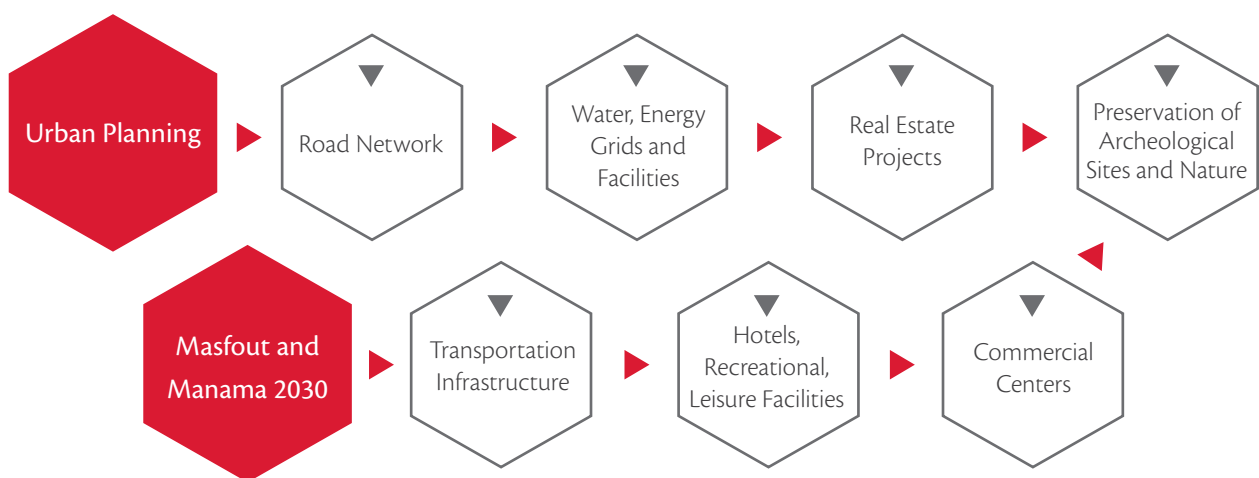 Urban Planning
Road Network
Water, Energy
Grids and
Facilities
Real Estate
Projects
Preservation of
Archeological
Sites and Nature
Masfout and
Manama 2030
Transportation
Infrastructure
Hotels,
Recreational,
Leisure Facilities
Commercial
Centers